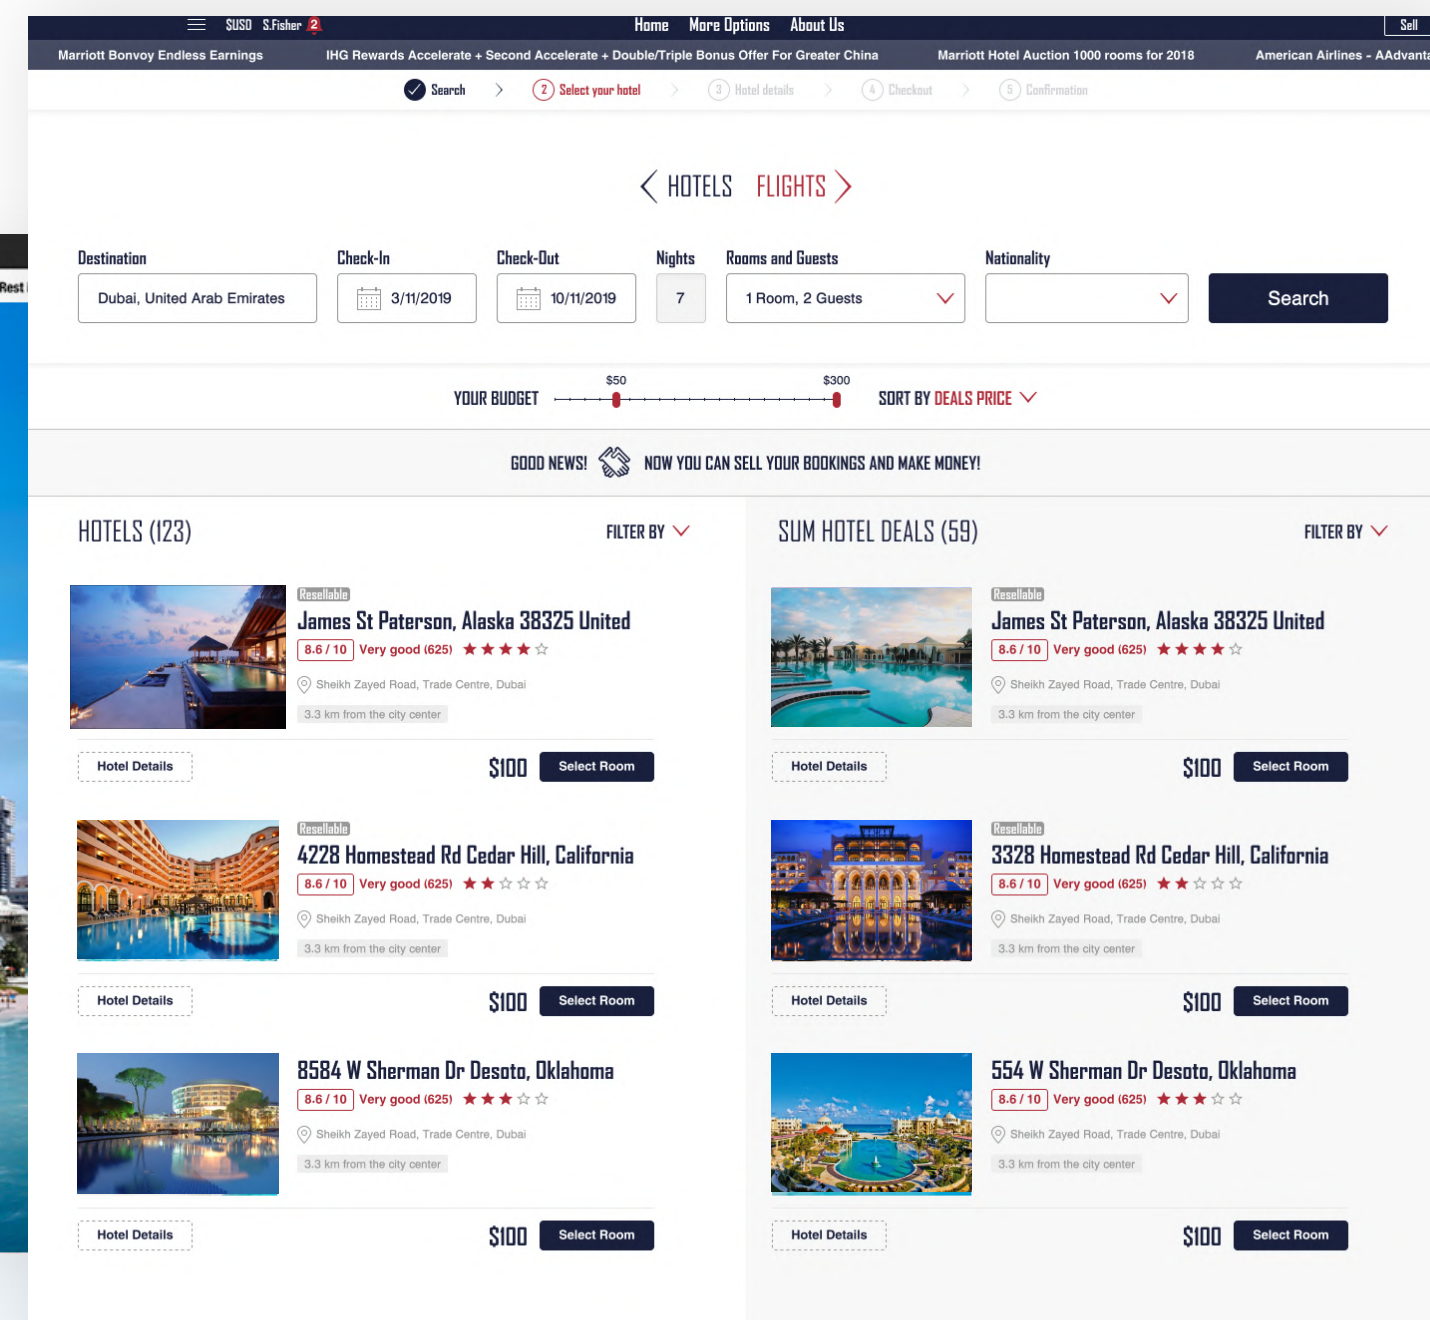 $USD S.Fisher 2 Home More Options About Us Sell
Marriott Bonvoy Endless Earnings IHG Rewards Accelerate + Second Accelerate + Double/Triple Bonus Offer For Greater China Marriott Hotel Auction 1000 rooms for 2018 American Airlines - AAdvanta
Search 2 Select your hotel 3 Hotel details 4 Checkout 5 Confirmation
HOTELS FLIGHTS
Destination Check-In Check-Out Nights Rooms and Guests Nationality
Rest
Dubai, United Arab Emirates 3/11/2019 10/11/2019 7 1 Room, 2 Guests Search
$50 $300
YOUR BUDGET SORT BY DEALS PRICE
GOOD NEWS! NOW YOU CAN SELL YOUR BOOKINGS AND MAKE MONEY!
HOTELS (123) FILTER BY
Resellable
James St Paterson, Alaska 38325 United
8.6 / 10 Very good (625)
Sheikh Zayed Road, Trade Centre, Dubai
3.3 km from the city center
Hotel Details $100 Select Room
Resellable
4228 Homestead Rd Cedar Hill, California
8.6 / 10 Very good (625)
Sheikh Zayed Road, Trade Centre, Dubai
3.3 km from the city center
Hotel Details $100 Select Room
8584 W Sherman Dr Desoto, Oklahoma
8.6 / 10 Very good (625)
Sheikh Zayed Road, Trade Centre, Dubai
3.3 km from the city center
Hotel Details $100 Select Room
SUM HOTEL DEALS (59) FILTER BY
Resellable
James St Paterson, Alaska 38325 United
8.6 / 10 Very good (625)
Sheikh Zayed Road, Trade Centre, Dubai
3.3 km from the city center
Hotel Details $100 Select Room
Resellable
3328 Homestead Rd Cedar Hill, California
8.6 / 10 Very good (625)
Sheikh Zayed Road, Trade Centre, Dubai
3.3 km from the city center
Hotel Details $100 Select Room
554 W Sherman Dr Desoto, Oklahoma
8.6 / 10 Very good (625)
Sheikh Zayed Road, Trade Centre, Dubai
3.3 km from the city center
Hotel Details $100 Select Room